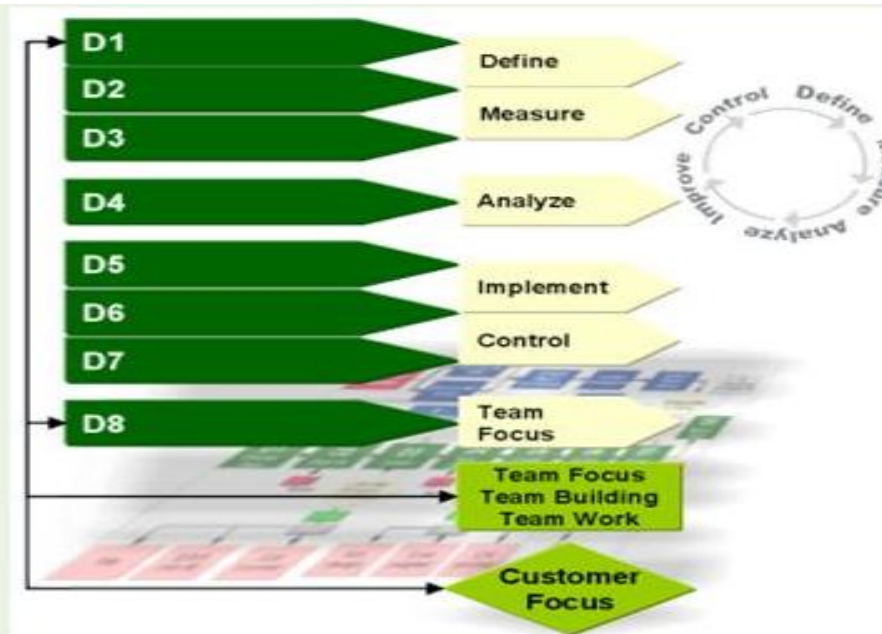 D1
Define
D2
Measure
D3
D4
Analyze
D5
Implement
D6
Control
D7
D8
Team
Focus
Team Focus
Team Building
Team Work
Customer
Focus
Control Define
Analyze Improve